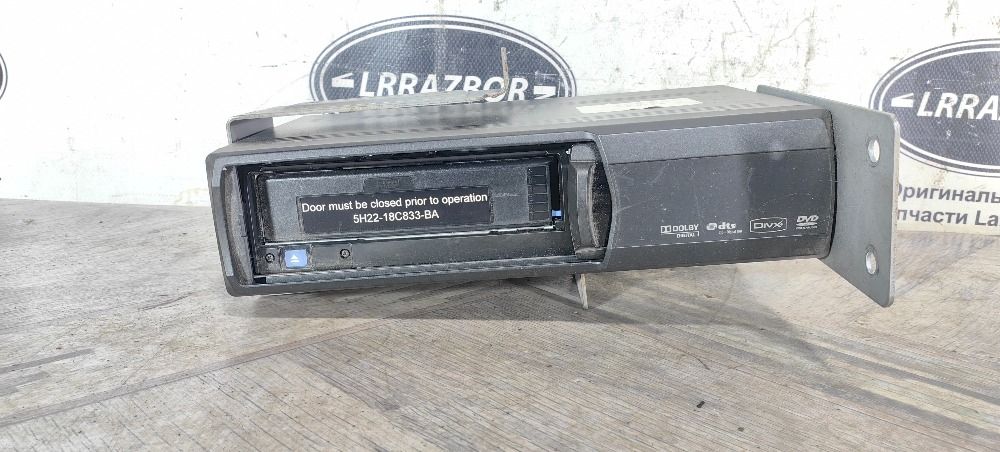 LRRAZBOR
LRRAZBOR
Оригиналь
пчасти La
Door must be closed prior to operation
5H22-18C833-BA
DOLBY
DIGITAL
dts
DIVX
DVD